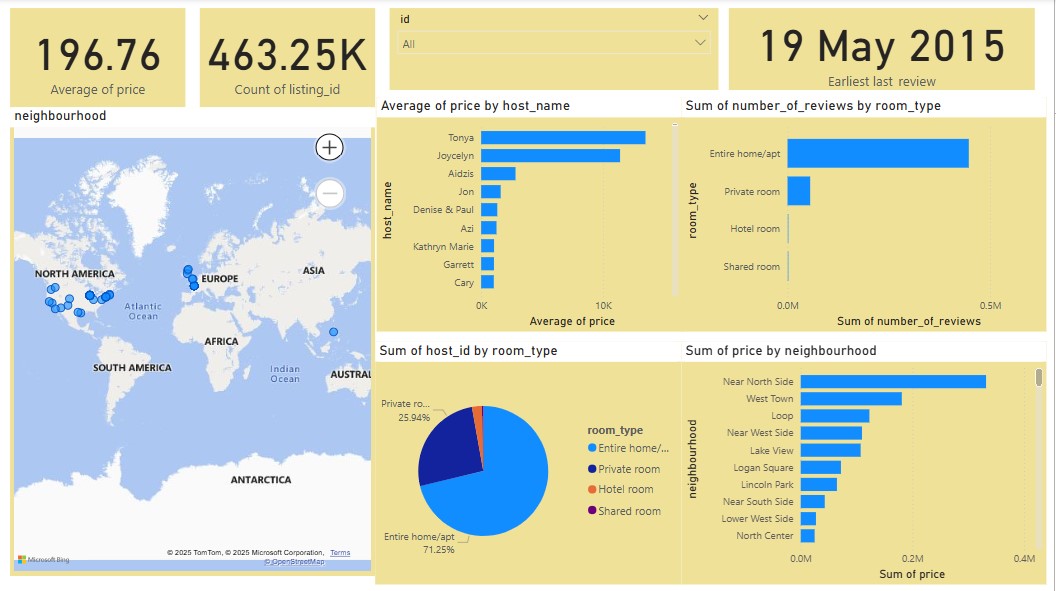 196.76
Average of price
463.25K
Count of listing_id
id
All
19 May 2015
Earliest last_review
neighbourhood
NORTH AMERICA
EUROPE
ASIA
Atlantic
Ocean
AFRICA
SOUTH AMERICA
Indian
Ocean
AUSTRAL
ANTARCTICA
Microsoft Bing
© 2025 TomTom, © 2025 Microsoft Corporation, Terms
© OpenStreetMap
Average of price by host_name
host_name
Tonya
Joycelyn
Aidzis
Jon
Denise & Paul
Azi
Kathryn Marie
Garrett
Cary
0K 10K
Average of price
Sum of number_of_reviews by room_type
room_type
Entire home/apt
Private room
Hotel room
Shared room
0.0M 0.5M
Sum of number_of_reviews
Sum of host_id by room_type
Private ro...
25.94%
Entire home/apt
71.25%
room_type
Entire home/...
Private room
Hotel room
Shared room
Sum of price by neighbourhood
neighbourhood
Near North Side
West Town
Loop
Near West Side
Lake View
Logan Square
Lincoln Park
Near South Side
Lower West Side
North Center
0.0M 0.2M 0.4M
Sum of price